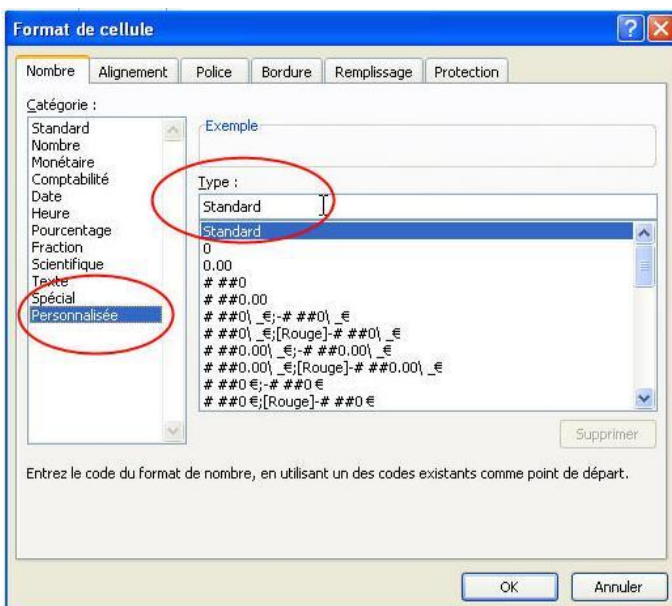 Format de cellule
Nombre Alignement Police Bordure Remplissage Protection
Catégorie :
Standard
Nombre
Monétaire
Comptabilité
Date
Heure
Pourcentage
Fraction
Scientifique
Texte
Spécial
Personnalisée
Exemple
Type :
Standard
Standard
0
0.00
# ##0
# ##0.00
# ##0\ _€;-# ##0\ _€
# ##0\ _€;[Rouge]-# ##0\ _€
# ##0.00\ _€;-# ##0.00\ _€
# ##0.00\ _€;[Rouge]-# ##0.00\ _€
# ##0 €;-# ##0 €
# ##0 €;[Rouge]-# ##0 €
Supprimer
Entrez le code du format de nombre, en utilisant un des codes existants comme point de départ.
OK Annuler